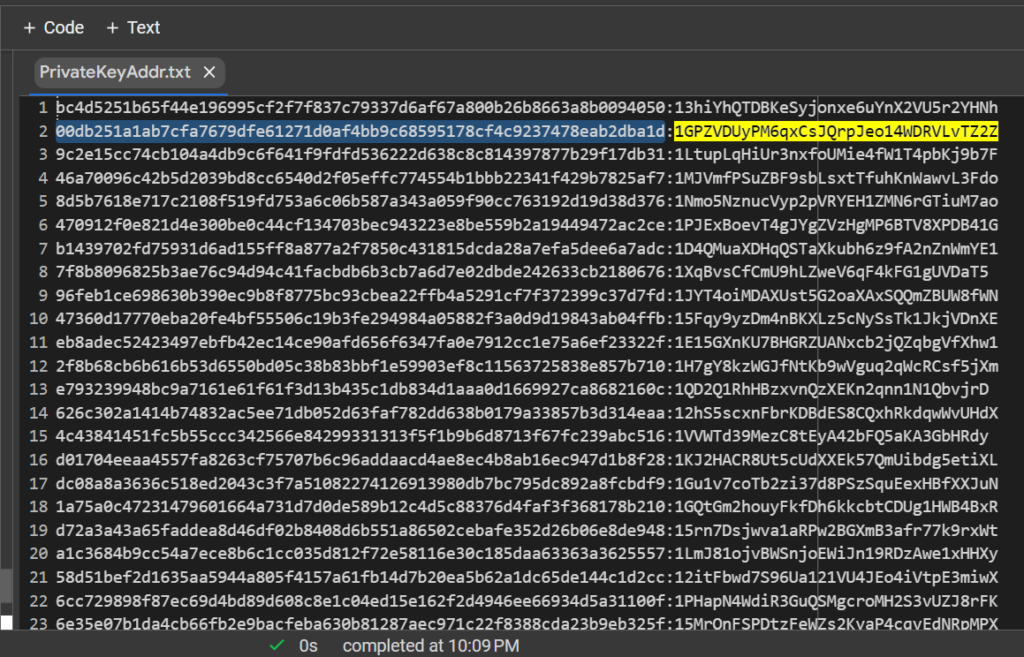 + Code + Text
PrivateKeyAddr.txt ×
1 bc4d5251b65f44e196995cf2f7f837c79337d6af67a800b26b8663a8b0094050:13hiYhQTDBKeSyjonxe6uYnX2VU5r2YHNh
2 00db251a1ab7cfa7679dfe61271d0af4bb9c68595178cf4c9237478eab2dba1d:1GPZVDUyPM6qxCsJQrpJeo14WDRVLvTZ2Z
3 9c2e15cc74cb104a4db9c6f641f9fdfd536222d638c8c814397877b29f17db31:1LtupLqHiUr3nxfoUMie4fW1T4pbKj9b7F
4 46a70096c42b5d2039bd8cc6540d2f05effc774554b1bbb22341f429b7825af7:1MJVmfPSuZBF9sbLsxtTfuhKnWawvL3Fdo
5 8d5b7618e717c2108f519fd753a6c06b587a343a059f90cc763192d19d38d376:1Nmo5NznucVyp2pVRYEH1ZMN6rGTiuM7ao
6 470912f0e821d4e300be0c44cf134703bec943223e8be559b2a19449472ac2ce:1PJExBoevT4gJYgZVzHgMP6BTV8XPDB41G
7 b1439702fd75931d6ad155ff8a877a2f7850c431815dcda28a7efa5dee6a7adc:1D4QMuaXDHqQSTaXkubh6z9fA2nZnWmYE1
8 7f8b8096825b3ae76c94d94c41facbdb6b3cb7a6d7e02dbde242633cb2180676:1XqBvsCfCmU9hLZweV6qF4kFG1gUVDaT5
9 96feb1ce698630b390ec9b8f8775bc93cbea22ffb4a5291cf7f372399c37d7fd:1JYT4oiMDAXUst5G2oaXAxSQQmZBUW8fWN
10 47360d17770eba20fe4bf55506c19b3fe294984a05882f3a0d9d19843ab04ffb:15Fqy9yzDm4nBKXLz5cNySsTk1JkjVDnXE
11 eb8adec52423497ebfb42ec14ce90afd656f6347fa0e7912cc1e75a6ef23322f:1E15GXnKU7BHGRZUANxcb2jQZqbgVfXhw1
12 2f8b68cb6b616b53d6550bd05c38b83bbf1e59903ef8c11563725838e857b710:1H7gY8kzWGJfNtKb9wVguq2qWcRCsf5jXm
13 e793239948bc9a7161e61f61f3d13b435c1db834d1aaa0d1669927ca8682160c:1QD2Q1RhHBzxvnQzXEKn2qnn1N1QbvjrD
14 626c302a1414b74832ac5ee71db052d63faf782dd638b0179a33857b3d314eaa:12hS5scxnFbrKDBdES8CQxhRkdqwWvUHdX
15 4c43841451fc5b55ccc342566e84299331313f5f1b9b6d8713f67fc239abc516:1VVWTd39MezC8tEyA42bFQ5aKA3GbHRdy
16 d01704eeaa4557fa8263cf75707b6c96addaacd4ae8ec4b8ab16ec947d1b8f28:1KJ2HACR8Ut5cUdXXEk57QmUibdg5etiXL
17 dc08a8a3636c518ed2043c3f7a51082274126913980db7bc795dc892a8fcbdf9:1Gu1v7coTb2zi37d8PSzSquEexHBfXXJuN
18 1a75a0c472314796​01664a731d7d0de589b12c4d5c88376d4faf3f368178b210:1GQtGm2houyFkfDh6kkcbtCDUg1HWB4BxR
19 d72a3a43a65faddea8d46df02b8408d6b551a86502cebafe352d26b06e8de948:15rn7Dsjwva1aRPw2BGXmB3afr77k9rxWt
20 a1c3684b9cc54a7ece8b6c1cc035d812f72e58116e30c185daa63363a3625557:1LmJ81ojvBWSnjoEWiJn19RDzAwe1xHHXy
21 58d51bef2d1635aa5944a805f4157a61fb14d7b20ea5b62a1dc65de144c1d2cc:12itFbwd7S96Ua121VU4JEo4iVtpE3miwX
22 6cc729898f87ec69d4bd89d608c8e1c04ed15e162f2d4946ee66934d5a31100f:1PHapN4WdiR3GuQSMgcroMH2S3vUZJ8rFK
23 6e35e07b1da4cb66fb2e9bacfeba630b81287aec971c22f8388cda23b9eb325f:15MrQnFSPDtzFeWZs2KyaP4cqyEdNRpMPX
0s completed at 10:09 PM